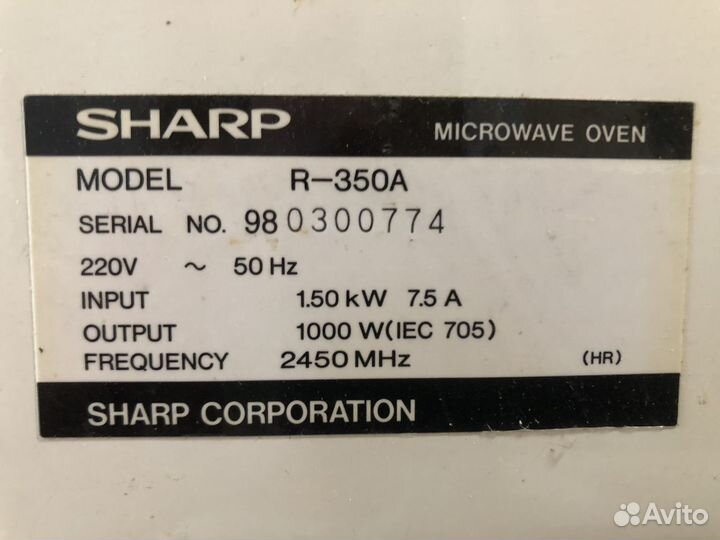 SHARP MICROWAVE OVEN
MODEL R-350A
SERIAL NO. 980300774
220V ~ 50 Hz
INPUT 1.50 kW 7.5 A
OUTPUT 1000 W(IEC 705)
FREQUENCY 2450 MHz (HR)
SHARP CORPORATION
Avito